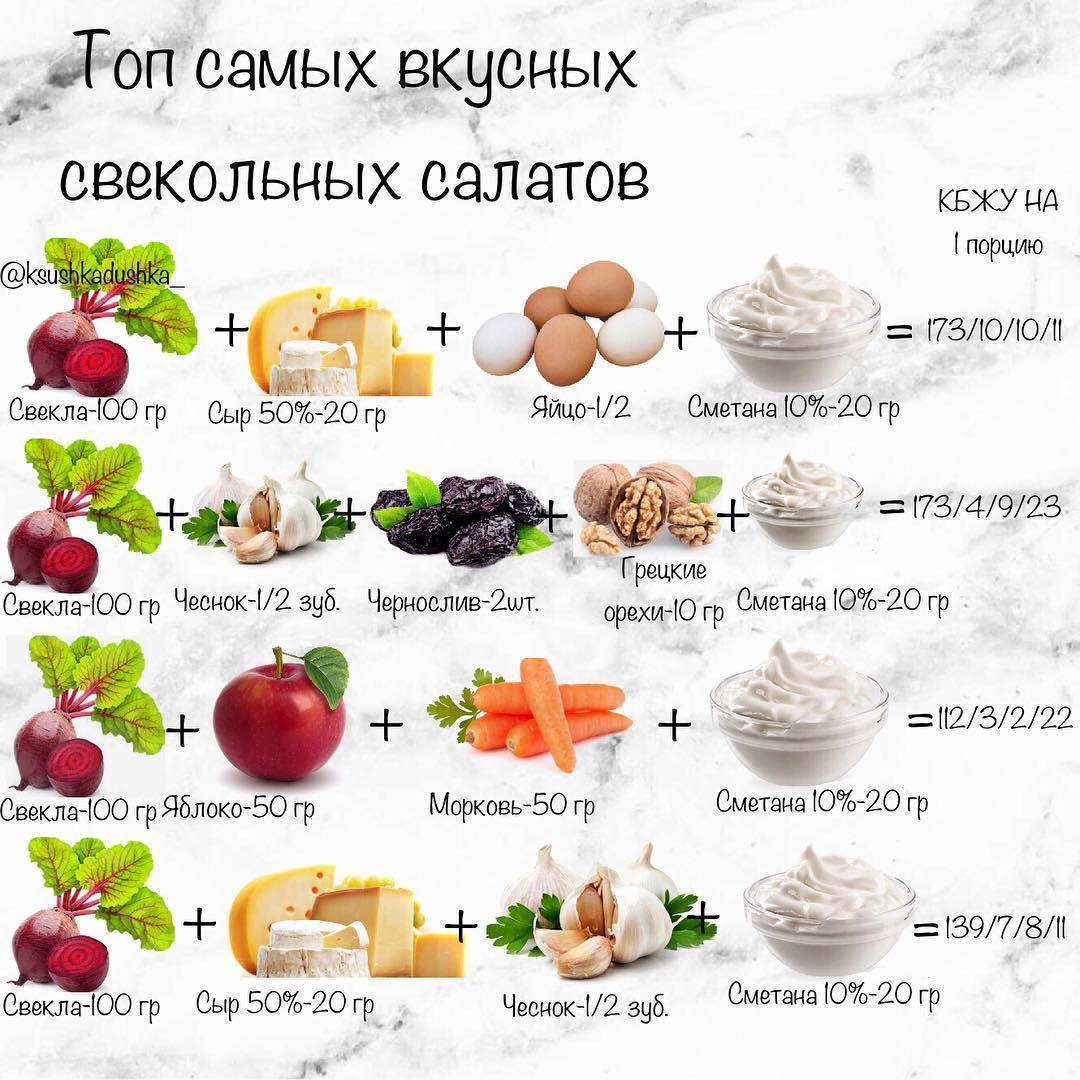 Топ самых вкусных
свекольных салатов
КБЖУ НА
1 порцию
@ksushkadushka_
+ + + = 173/10/10/11
Свекла-100 гр Сыр 50%-20 гр Яйцо-1/2 Сметана 10%-20 гр
+ + + + = 173/4/9/23
Свекла-100 гр Чеснок-1/2 зуб. Чернослив-2шт. Грецкие
орехи-10 гр Сметана 10%-20 гр
+ + + =112/3/2/22
Свекла-100 гр Яблоко-50 гр Морковь-50 гр Сметана 10%-20 гр
+ + + =139/7/8/11
Свекла-100 гр Сыр 50%-20 гр Чеснок-1/2 зуб. Сметана 10%-20 гр